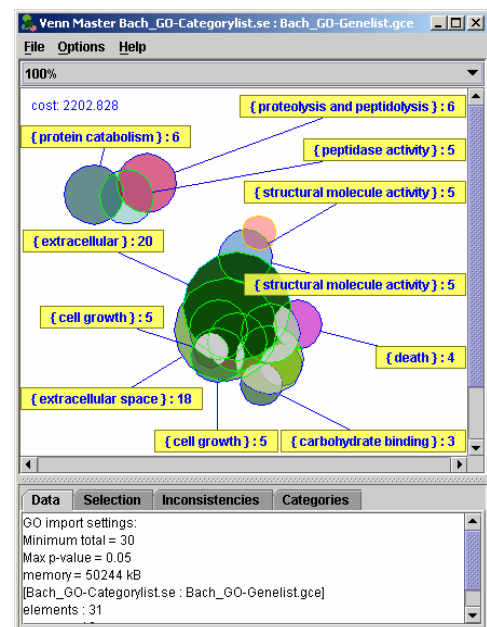 Venn Master Bach_GO-Categorylist.se : Bach_GO-Genelist.gce
File Options Help
100%
cost: 2202.828
{ proteolysis and peptidolysis } : 6
{ protein catabolism } : 6
{ peptidase activity } : 5
{ structural molecule activity } : 5
{ extracellular } : 20
{ structural molecule activity } : 5
{ cell growth } : 5
{ death } : 4
{ extracellular space } : 18
{ cell growth } : 5
{ carbohydrate binding } : 3
Data Selection Inconsistencies Categories
GO import settings:
Minimum total = 30
Max p-value = 0.05
memory = 50244 kB
[Bach_GO-Categorylist.se : Bach_GO-Genelist.gce]
elements : 31